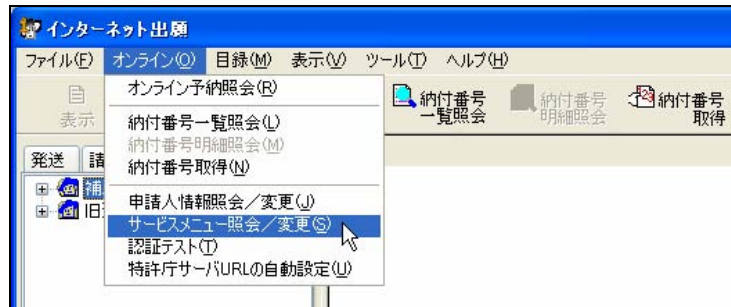 インターネット出願
ファイル(F) オンライン(O) 目録(M) 表示(V) ツール(T) ヘルプ(H)
オンライン予納照会(R)
納付番号一覧照会(L)
納付番号明細照会(M)
納付番号取得(N)
申請人情報照会／変更(J)
サービスメニュー照会／変更(S)
認証テスト(T)
特許庁サーバURLの自動設定(U)
表示
納付番号
一覧照会
納付番号
明細照会
納付番号
取得
発送 請
補
旧